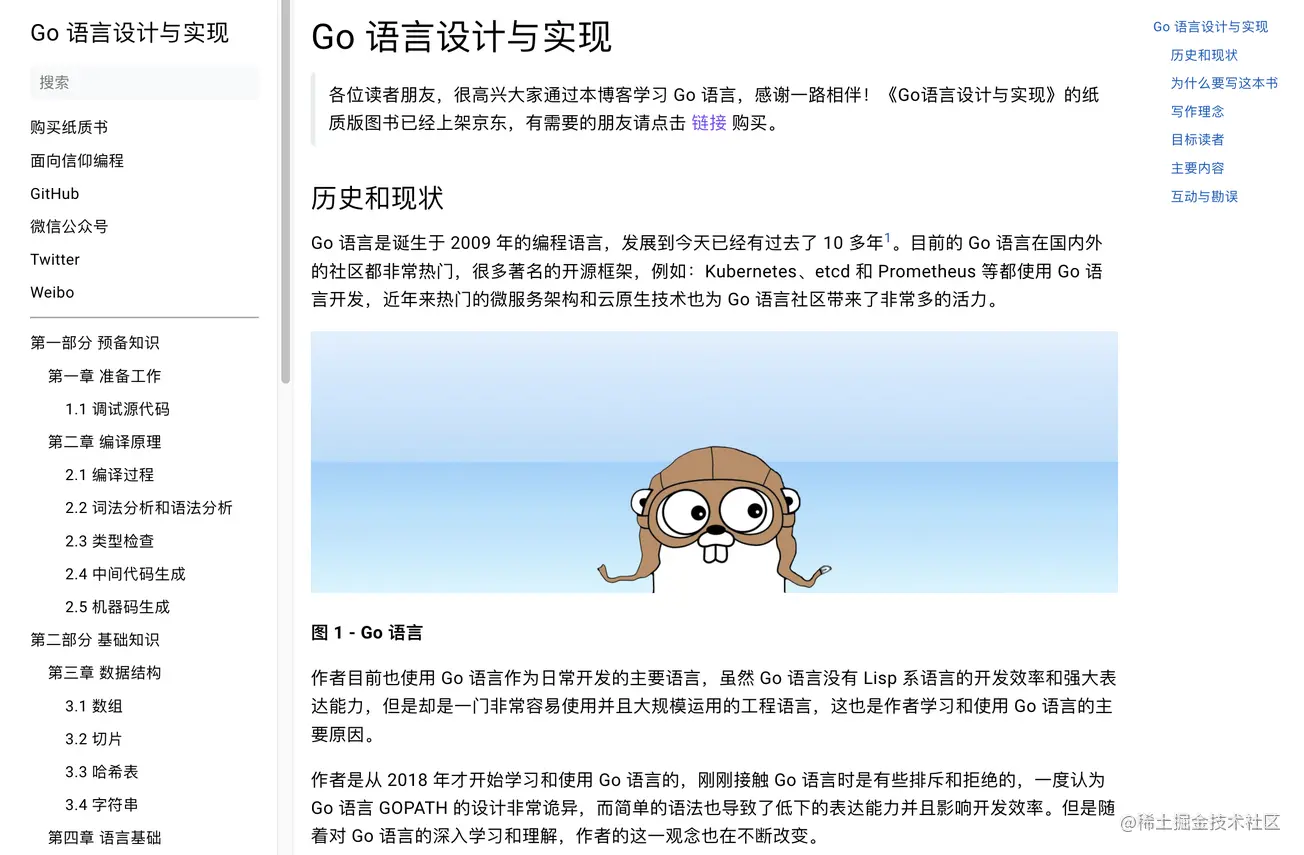 Go 语言设计与实现
搜索
购买纸质书
面向信仰编程
GitHub
微信公众号
Twitter
Weibo
第一部分 预备知识
第一章 准备工作
1.1 调试源代码
第二章 编译原理
2.1 编译过程
2.2 词法分析和语法分析
2.3 类型检查
2.4 中间代码生成
2.5 机器码生成
第二部分 基础知识
第三章 数据结构
3.1 数组
3.2 切片
3.3 哈希表
3.4 字符串
第四章 语言基础
Go 语言设计与实现
各位读者朋友，很高兴大家通过本博客学习 Go 语言，感谢一路相伴！《Go语言设计与实现》的纸
质版图书已经上架京东，有需要的朋友请点击 链接 购买。
历史和现状
Go 语言是诞生于 2009 年的编程语言，发展到今天已经有过去了 10 多年1。目前的 Go 语言在国内外
的社区都非常热门，很多著名的开源框架，例如：Kubernetes、etcd 和 Prometheus 等都使用 Go 语
言开发，近年来热门的微服务架构和云原生技术也为 Go 语言社区带来了非常多的活力。
图 1 - Go 语言
作者目前也使用 Go 语言作为日常开发的主要语言，虽然 Go 语言没有 Lisp 系语言的开发效率和强大表
达能力，但是却是一门非常容易使用并且大规模运用的工程语言，这也是作者学习和使用 Go 语言的主
要原因。
作者是从 2018 年才开始学习和使用 Go 语言的，刚刚接触 Go 语言时是有些排斥和拒绝的，一度认为
Go 语言 GOPATH 的设计非常诡异，而简单的语法也导致了低下的表达能力并且影响开发效率。但是随
着对 Go 语言的深入学习和理解，作者的这一观念也在不断改变。
Go 语言设计与实现
历史和现状
为什么要写这本书
写作理念
目标读者
主要内容
互动与勘误
@稀土掘金技术社区